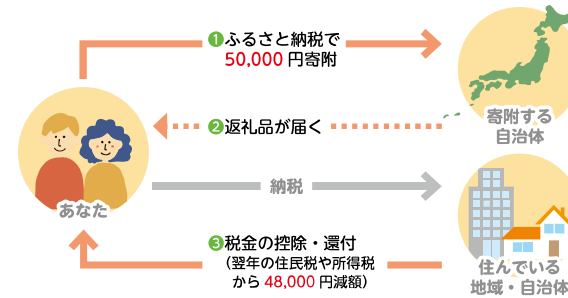 ❶ふるさと納税で
50,000 円寄附
寄附する
自治体
❷返礼品が届く
納税
あなた
❸税金の控除・還付
（翌年の住民税や所得税
から 48,000 円減額）
住んでいる
地域・自治体